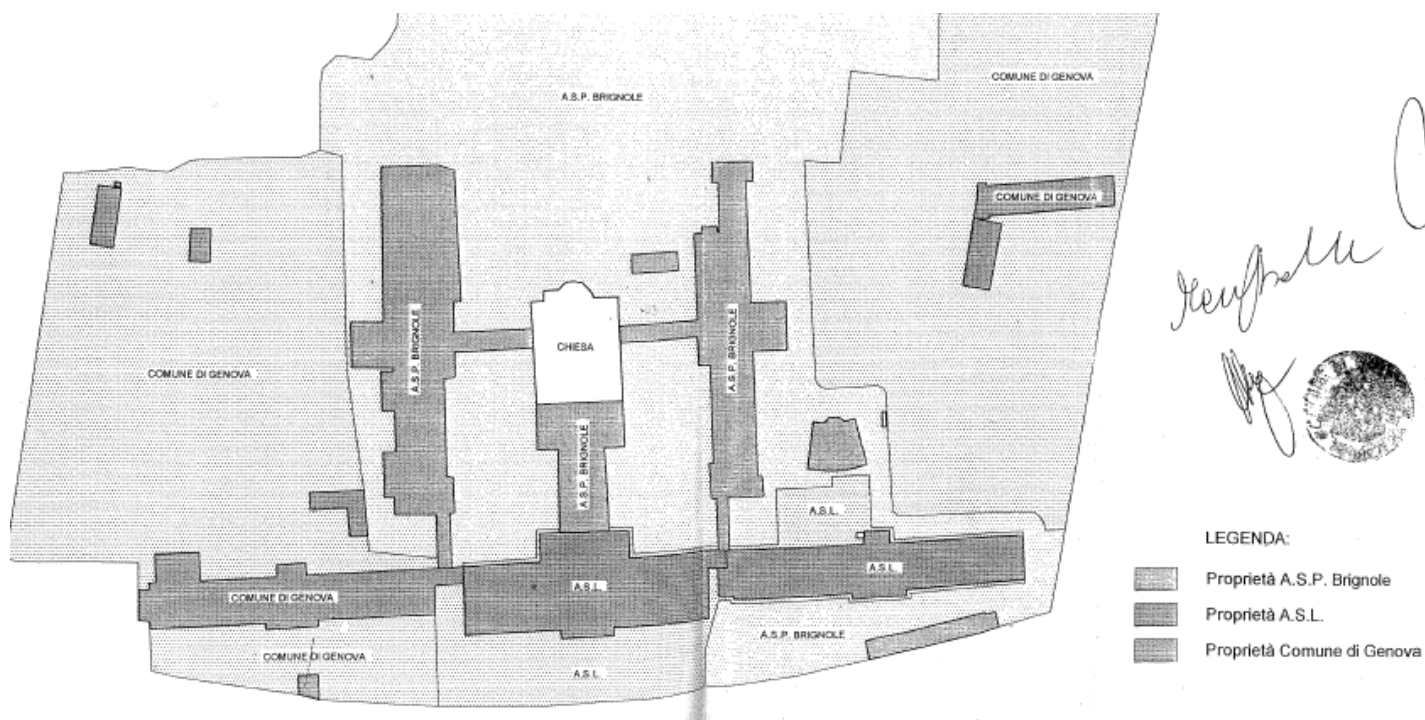 COMUNE DI GENOVA
A.S.P. BRIGNOLE
COMUNE DI GENOVA
CHIESA
A.S.P. BRIGNOLE
A.S.P. BRIGNOLE
COMUNE DI GENOVA
A.S.P. BRIGNOLE
A.S.L.
A.S.L.
A.S.L.
COMUNE DI GENOVA
A.S.P. BRIGNOLE
COMUNE DI GENOVA
A.S.L.
LEGENDA:
Proprietà A.S.P. Brignole
Proprietà A.S.L.
Proprietà Comune di Genova